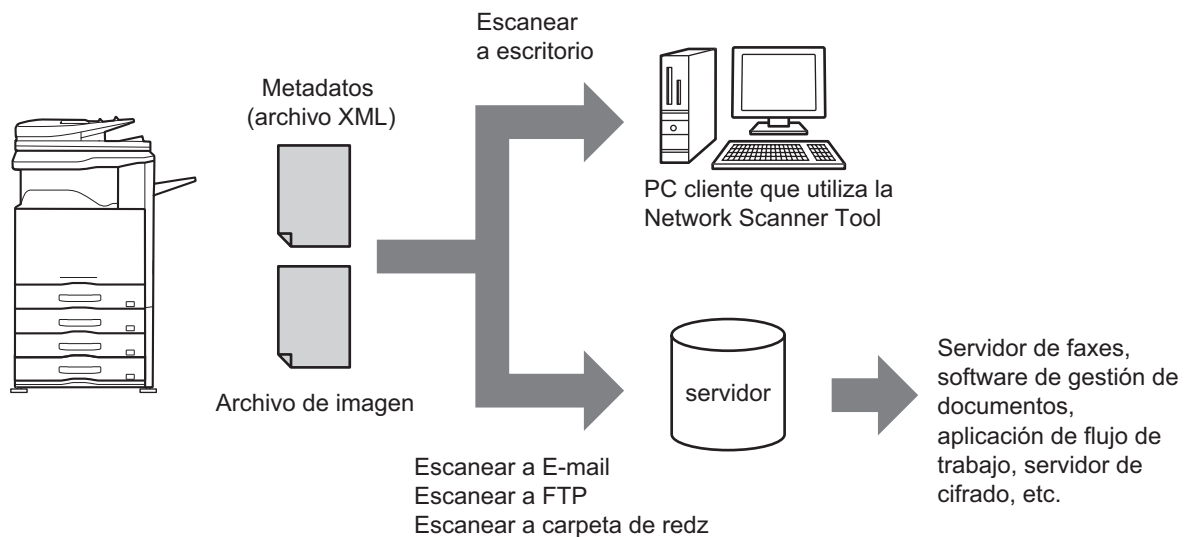 Escanear
a escritorio
Metadatos
(archivo XML)
PC cliente que utiliza la
Network Scanner Tool
Archivo de imagen
servidor
Servidor de faxes,
software de gestión de
documentos,
aplicación de flujo de
trabajo, servidor de
cifrado, etc.
Escanear a E-mail
Escanear a FTP
Escanear a carpeta de redz